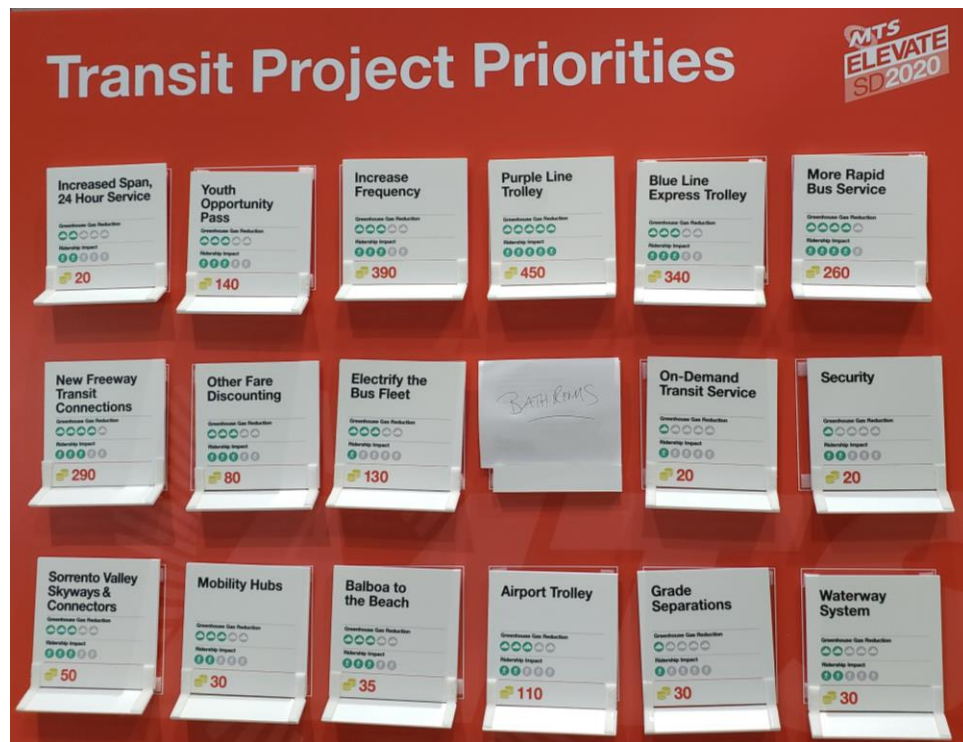 Transit Project Priorities
MTS
ELEVATE
SD2020
Increased Span,
24 Hour Service
Greenhouse Gas Reduction
Ridership Impact
20
Youth
Opportunity
Pass
Greenhouse Gas Reduction
Ridership Impact
140
Increase
Frequency
Greenhouse Gas Reduction
Ridership Impact
390
Purple Line
Trolley
Greenhouse Gas Reduction
Ridership Impact
450
Blue Line
Express Trolley
Greenhouse Gas Reduction
Ridership Impact
340
More Rapid
Bus Service
Greenhouse Gas Reduction
Ridership Impact
260
New Freeway
Transit
Connections
Greenhouse Gas Reduction
Ridership Impact
290
Other Fare
Discounting
Greenhouse Gas Reduction
Ridership Impact
80
Electrify the
Bus Fleet
Greenhouse Gas Reduction
Ridership Impact
130
BATHROOMS
On-Demand
Transit Service
Greenhouse Gas Reduction
Ridership Impact
20
Security
Greenhouse Gas Reduction
Ridership Impact
20
Sorrento Valley
Skyways &
Connectors
Greenhouse Gas Reduction
Ridership Impact
50
Mobility Hubs
Greenhouse Gas Reduction
Ridership Impact
30
Balboa to
the Beach
Greenhouse Gas Reduction
Ridership Impact
35
Airport Trolley
Greenhouse Gas Reduction
Ridership Impact
110
Grade
Separations
Greenhouse Gas Reduction
Ridership Impact
30
Waterway
System
Greenhouse Gas Reduction
Ridership Impact
30